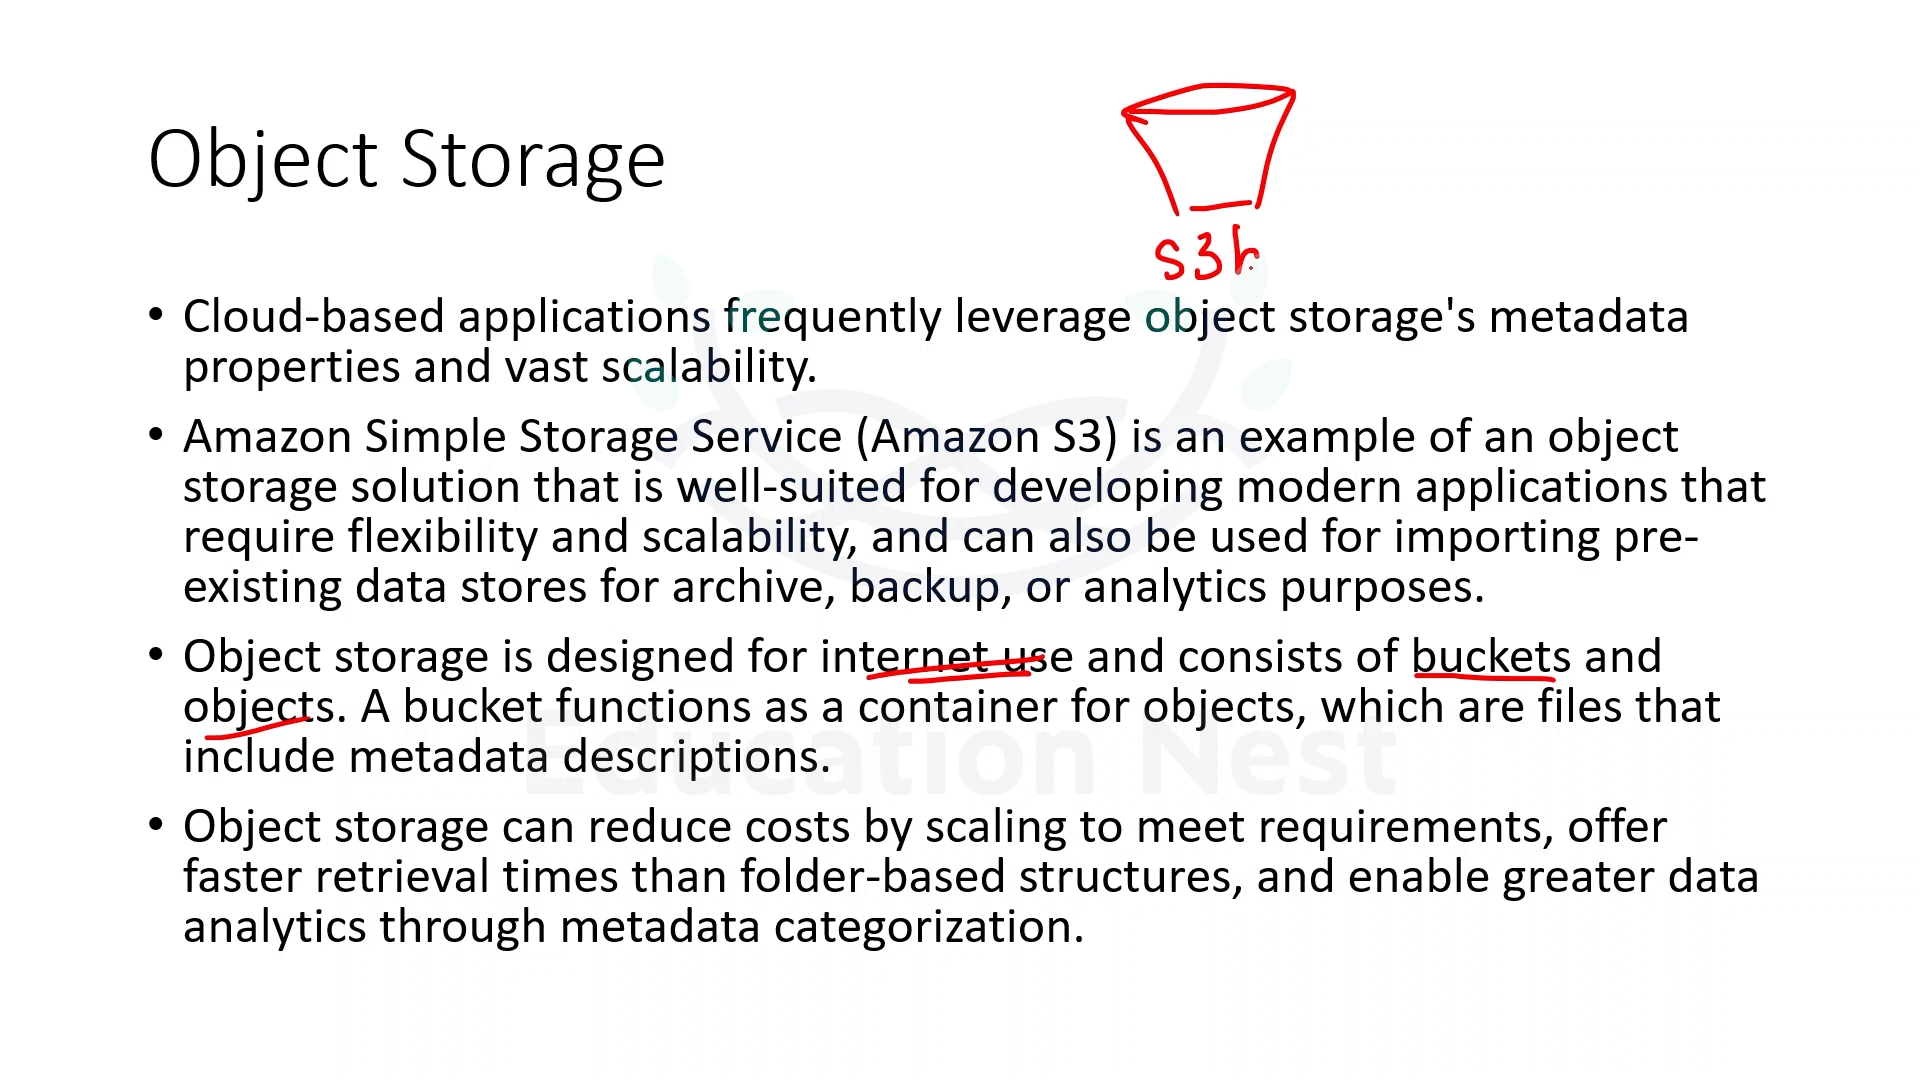 Object Storage
S3b
• Cloud-based applications frequently leverage object storage's metadata
properties and vast scalability.
• Amazon Simple Storage Service (Amazon S3) is an example of an object
storage solution that is well-suited for developing modern applications that
require flexibility and scalability, and can also be used for importing pre-
existing data stores for archive, backup, or analytics purposes.
• Object storage is designed for internet use and consists of buckets and
objects. A bucket functions as a container for objects, which are files that
include metadata descriptions.
Education Nest
• Object storage can reduce costs by scaling to meet requirements, offer
faster retrieval times than folder-based structures, and enable greater data
analytics through metadata categorization.